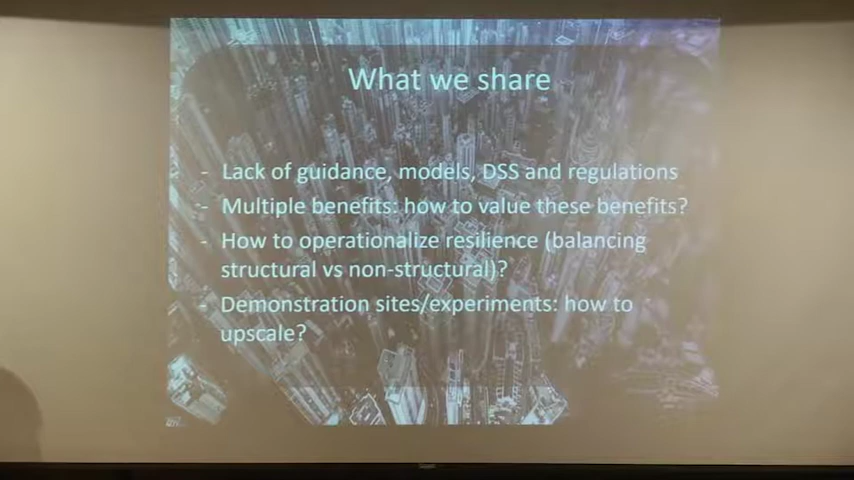 What we share
- Lack of guidance, models, DSS and regulations
- Multiple benefits: how to value these benefits?
- How to operationalize resilience (balancing
structural vs non-structural)?
- Demonstration sites/experiments: how to
upscale?